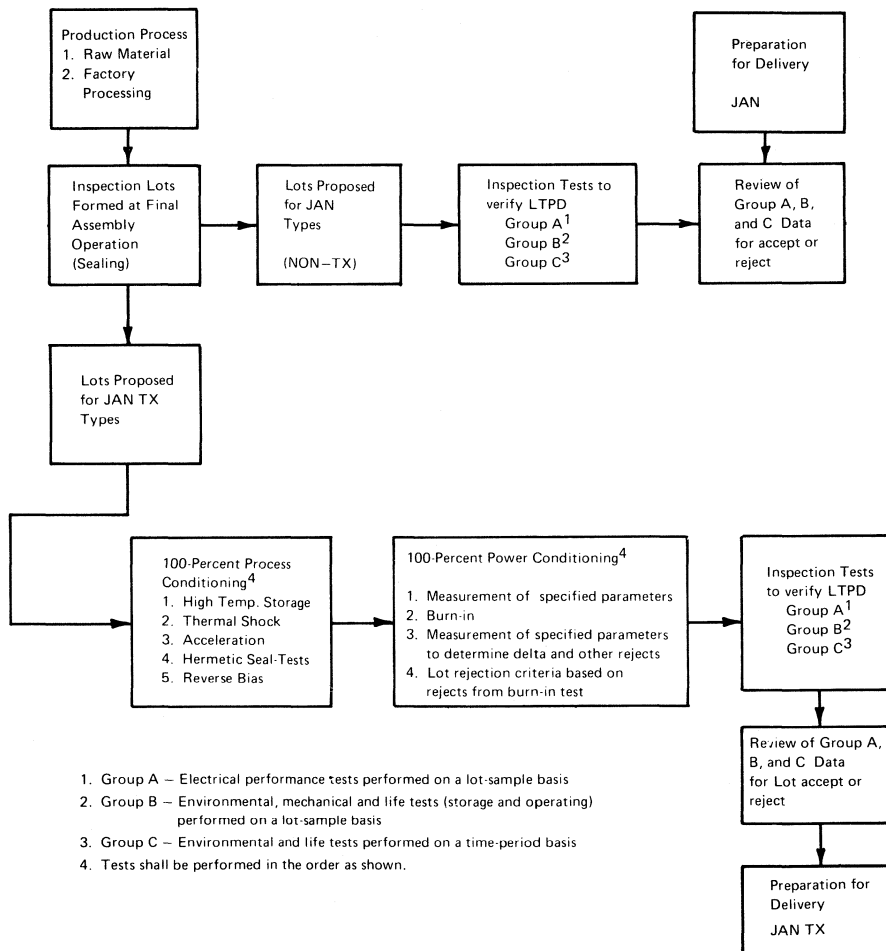 Production Process
1. Raw Material
2. Factory
Processing
Preparation
for Delivery
JAN
Inspection Lots
Formed at Final
Assembly
Operation
(Sealing)
Lots Proposed
for JAN
Types
(NON–TX)
Inspection Tests to
verify LTPD
Group A1
Group B2
Group C3
Review of
Group A, B,
and C Data
for accept or
reject
Lots Proposed
for JAN TX
Types
100-Percent Process
Conditioning4
1. High Temp. Storage
2. Thermal Shock
3. Acceleration
4. Hermetic Seal-Tests
5. Reverse Bias
100-Percent Power Conditioning4
1. Measurement of specified parameters
2. Burn-in
3. Measurement of specified parameters
to determine delta and other rejects
4. Lot rejection criteria based on
rejects from burn-in test
Inspection Tests
to verify LTPD
Group A1
Group B2
Group C3
Review of Group A,
B, and C Data
for Lot accept or
reject
Preparation for
Delivery
JAN TX
1. Group A – Electrical performance tests performed on a lot-sample basis
2. Group B – Environmental, mechanical and life tests (storage and operating)
performed on a lot-sample basis
3. Group C – Environmental and life tests performed on a time-period basis
4. Tests shall be performed in the order as shown.